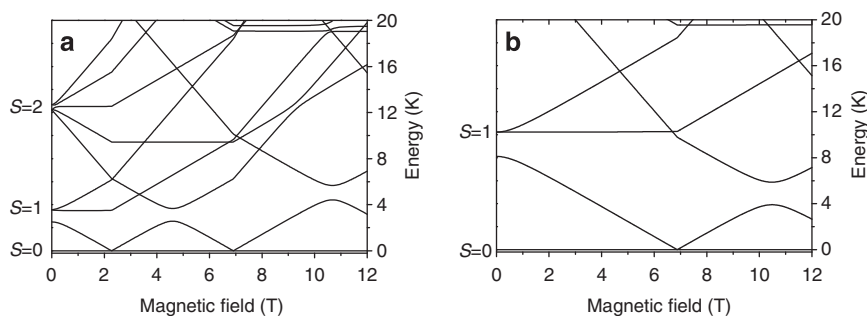 a
S=2
S=1
S=0
0 2 4 6 8 10 12
Magnetic field (T)
20
16
12
8
4
0
Energy (K)
b
S=1
S=0
0 2 4 6 8 10 12
Magnetic field (T)
20
16
12
8
4
0
Energy (K)